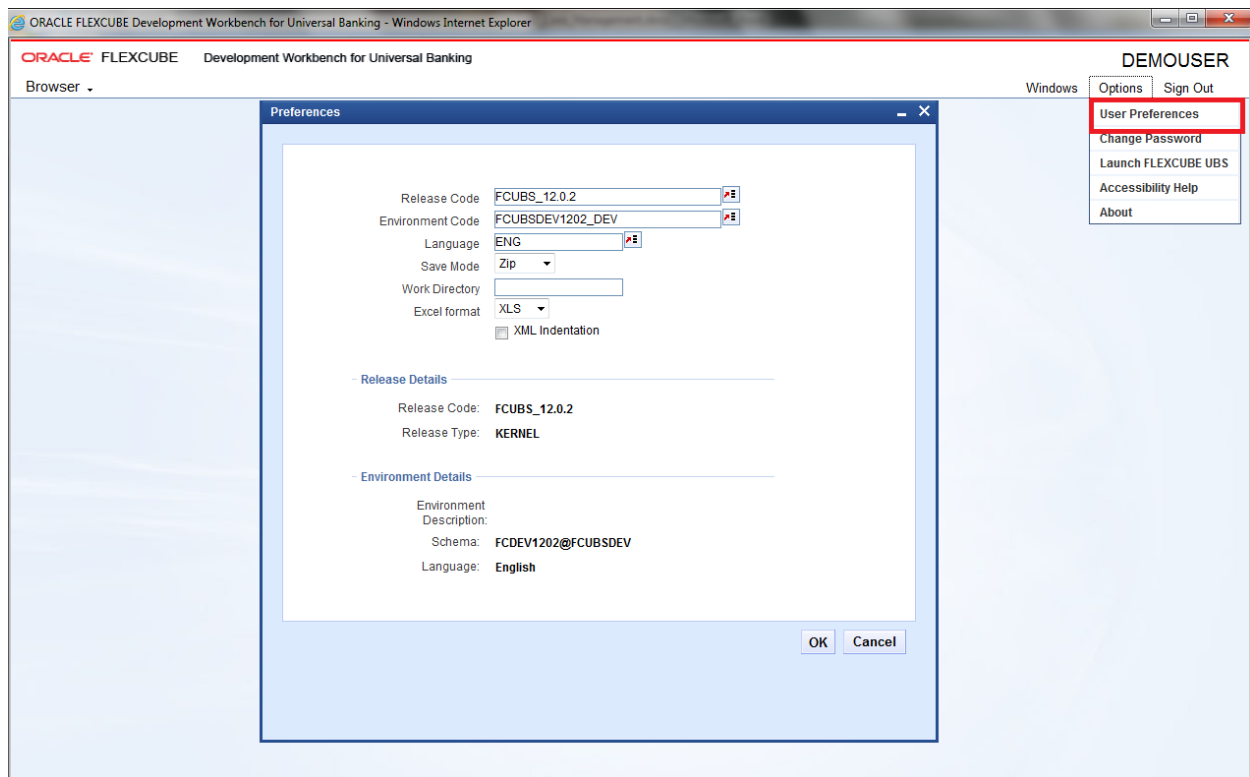 ORACLE FLEXCUBE Development Workbench for Universal Banking - Windows Internet Explorer
ORACLE FLEXCUBE Development Workbench for Universal Banking
DEMOUSER
Browser
Windows Options Sign Out
User Preferences
Change Password
Launch FLEXCUBE UBS
Accessibility Help
About
Preferences
Release Code FCUBS_12.0.2
Environment Code FCUBSDEV1202_DEV
Language ENG
Save Mode Zip
Work Directory
Excel format XLS
XML Indentation
Release Details
Release Code: FCUBS_12.0.2
Release Type: KERNEL
Environment Details
Environment
Description:
Schema: FCDEV1202@FCUBSDEV
Language: English
OK Cancel